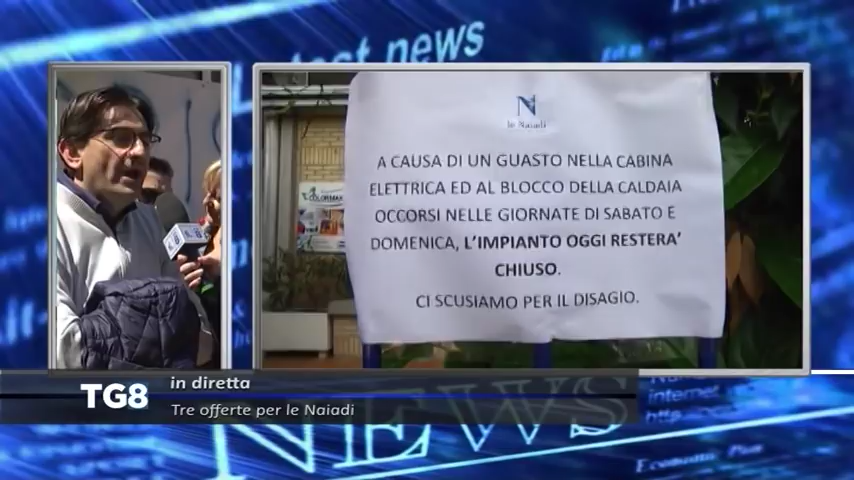 Latest news
N
le Naiadi
A CAUSA DI UN GUASTO NELLA CABINA
ELETTRICA ED AL BLOCCO DELLA CALDAIA
OCCORSI NELLE GIORNATE DI SABATO E
DOMENICA, L'IMPIANTO OGGI RESTERA'
CHIUSO.
CI SCUSIAMO PER IL DISAGIO.
TG8
in diretta
Tre offerte per le Naiadi
NEWS
internet
http